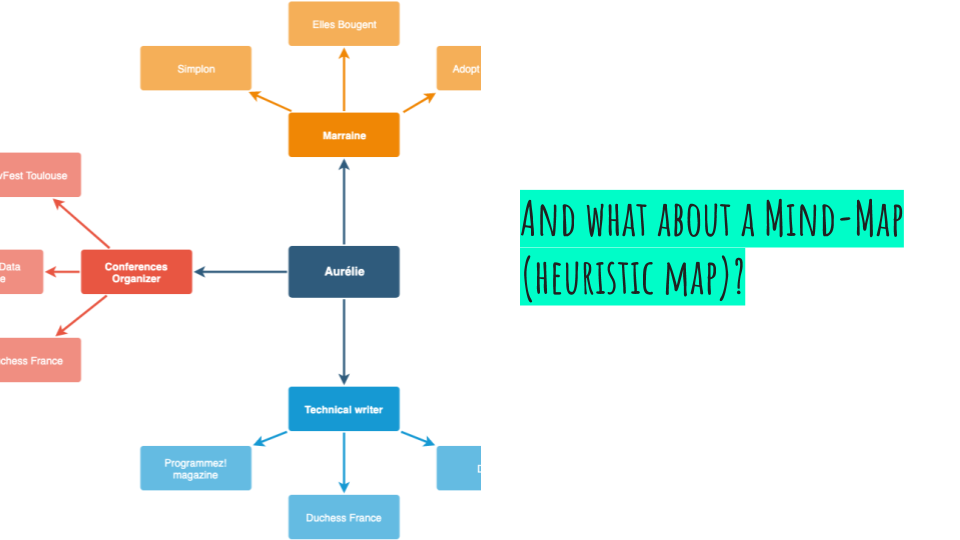 Elles Bougent
Simplon
Adopt
Marraine
Fest Toulouse
Data
Conferences
Organizer
Aurélie
chess France
Technical writer
Programmez!
magazine
Duchess France
And what about a Mind-Map
(heuristic map)?